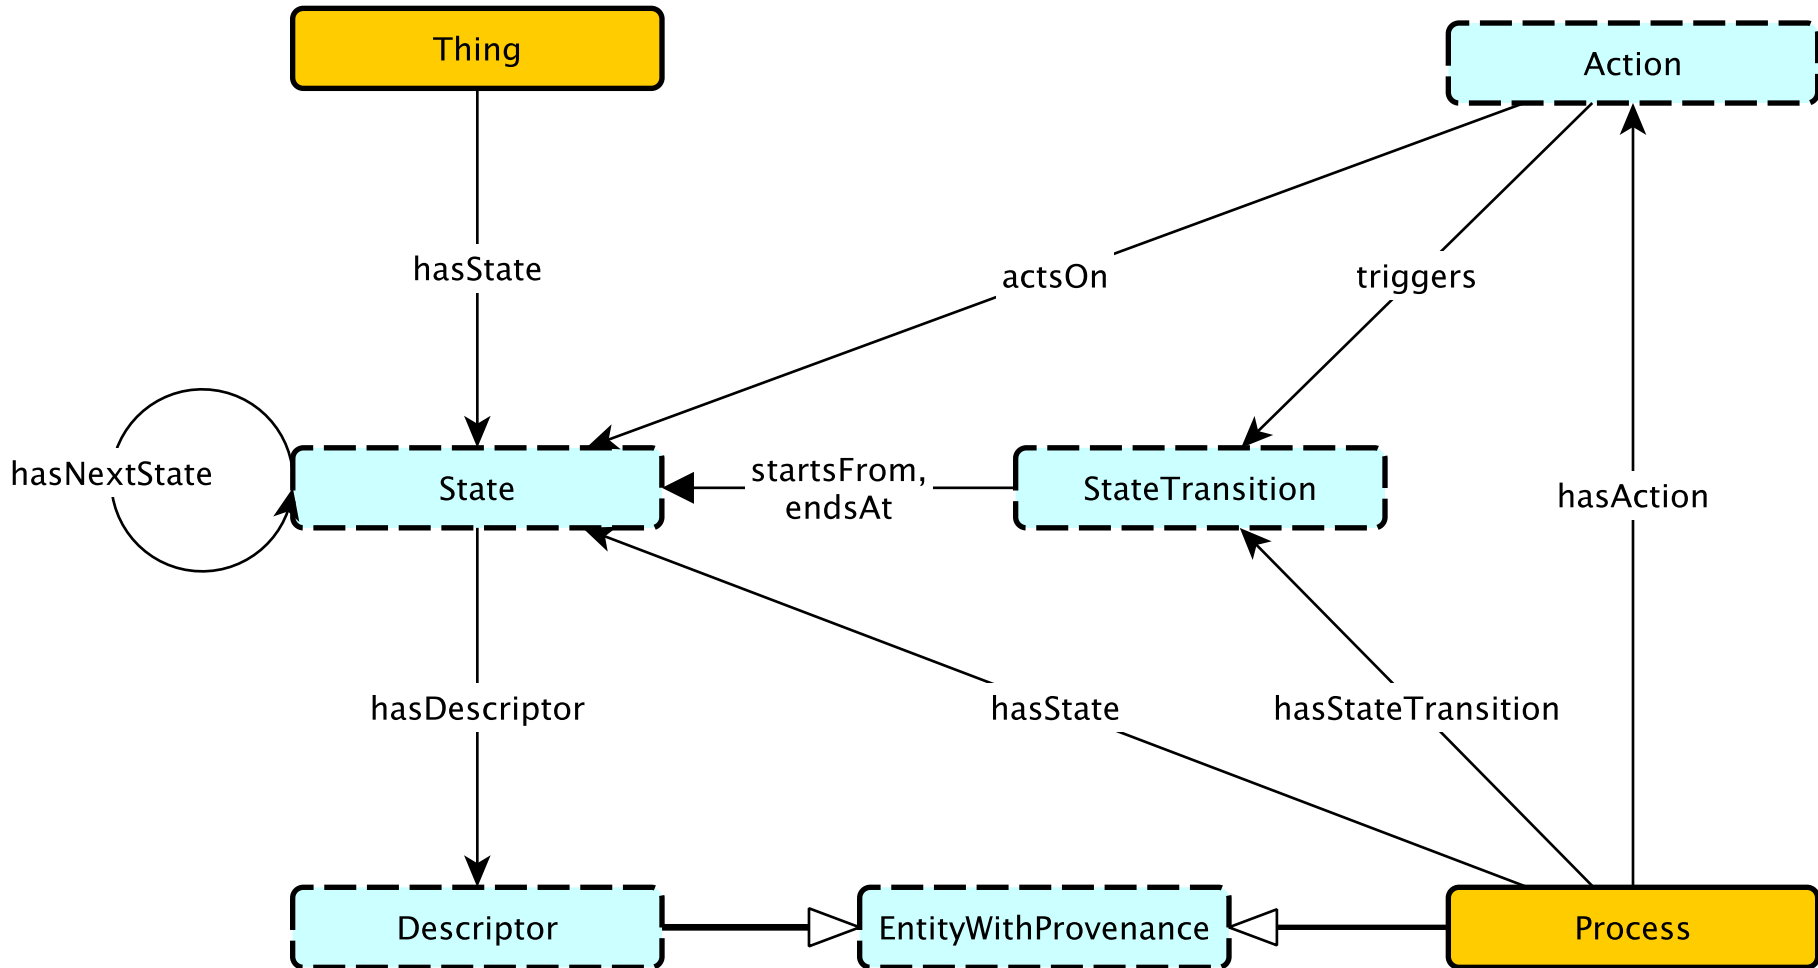 Thing
Action
hasState
actsOn
triggers
hasNextState
State
startsFrom,
endsAt
StateTransition
hasAction
hasDescriptor
hasState
hasStateTransition
Descriptor
EntityWithProvenance
Process